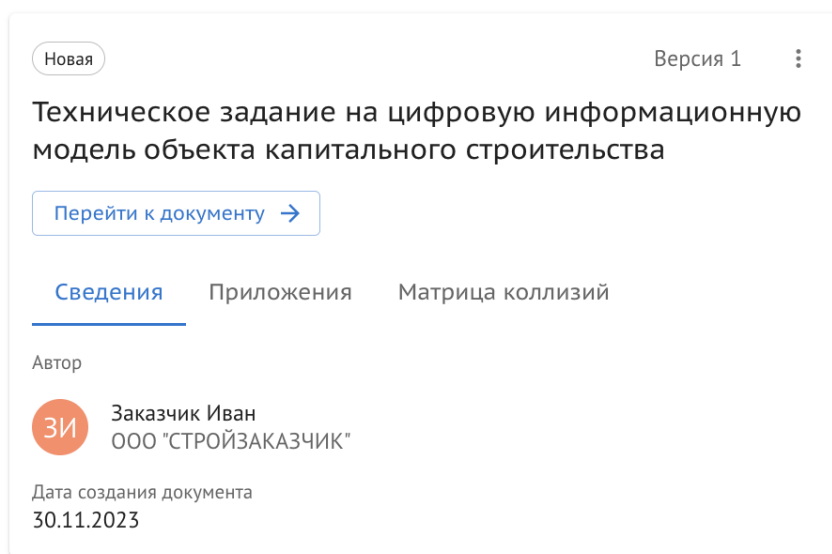 Новая
Версия 1
Техническое задание на цифровую информационную
модель объекта капитального строительства
Перейти к документу
Сведения
Приложения
Матрица коллизий
Автор
ЗИ
Заказчик Иван
ООО "СТРОЙЗАКАЗЧИК"
Дата создания документа
30.11.2023